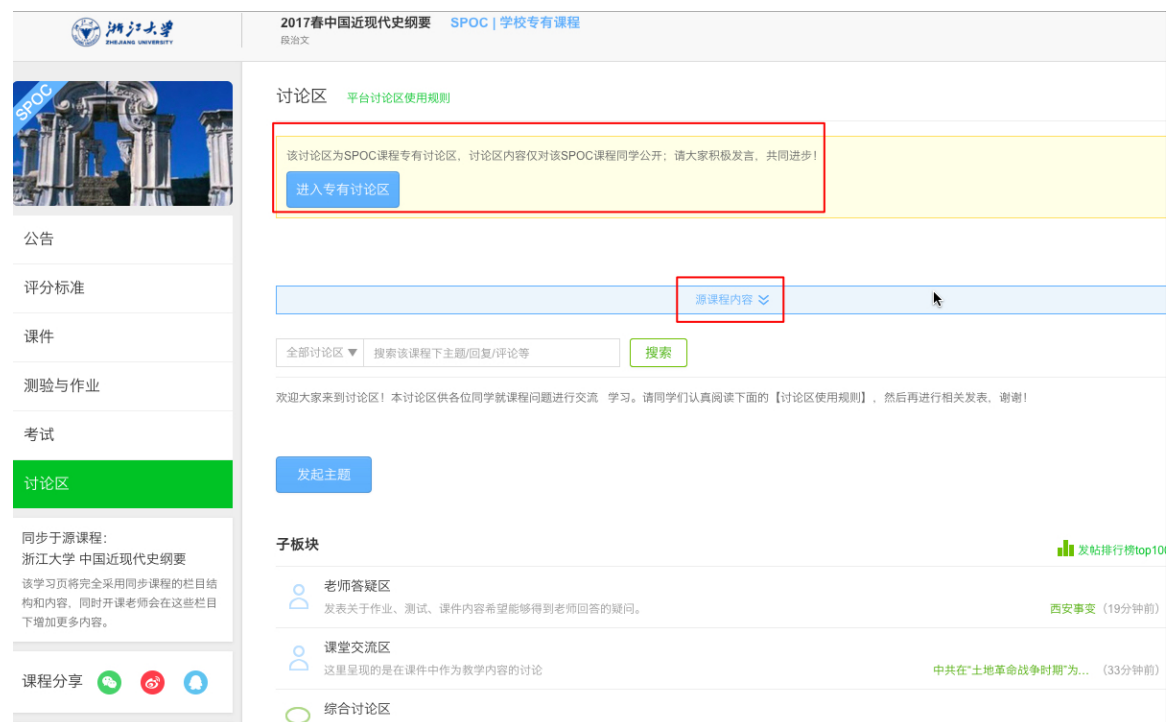 浙江大学
ZHEJIANG UNIVERSITY
2017春中国近现代史纲要 SPOC | 学校专有课程
段治文
SPOC
公告
评分标准
课件
测验与作业
考试
讨论区
同步于源课程:
浙江大学 中国近现代史纲要
该学习页将完全采用同步课程的栏目结
构和内容，同时开课老师会在这些栏目
下增加更多内容。
课程分享
讨论区 平台讨论区使用规则
该讨论区为SPOC课程专有讨论区，讨论区内容仅对该SPOC课程同学公开；请大家积极发言，共同进步！
进入专有讨论区
源课程内容
全部讨论区 搜索该课程下主题/回复/评论等 搜索
欢迎大家来到讨论区！本讨论区供各位同学就课程问题进行交流 学习。请同学们认真阅读下面的【讨论区使用规则】，然后再进行相关发表，谢谢！
发起主题
子板块 发帖排行榜top100
老师答疑区
发表关于作业、测试、课件内容希望能够得到老师回答的疑问。 西安事变（19分钟前）
课堂交流区
这里呈现的是在课件中作为教学内容的讨论 中共在“土地革命战争时期”为... （33分钟前）
综合讨论区